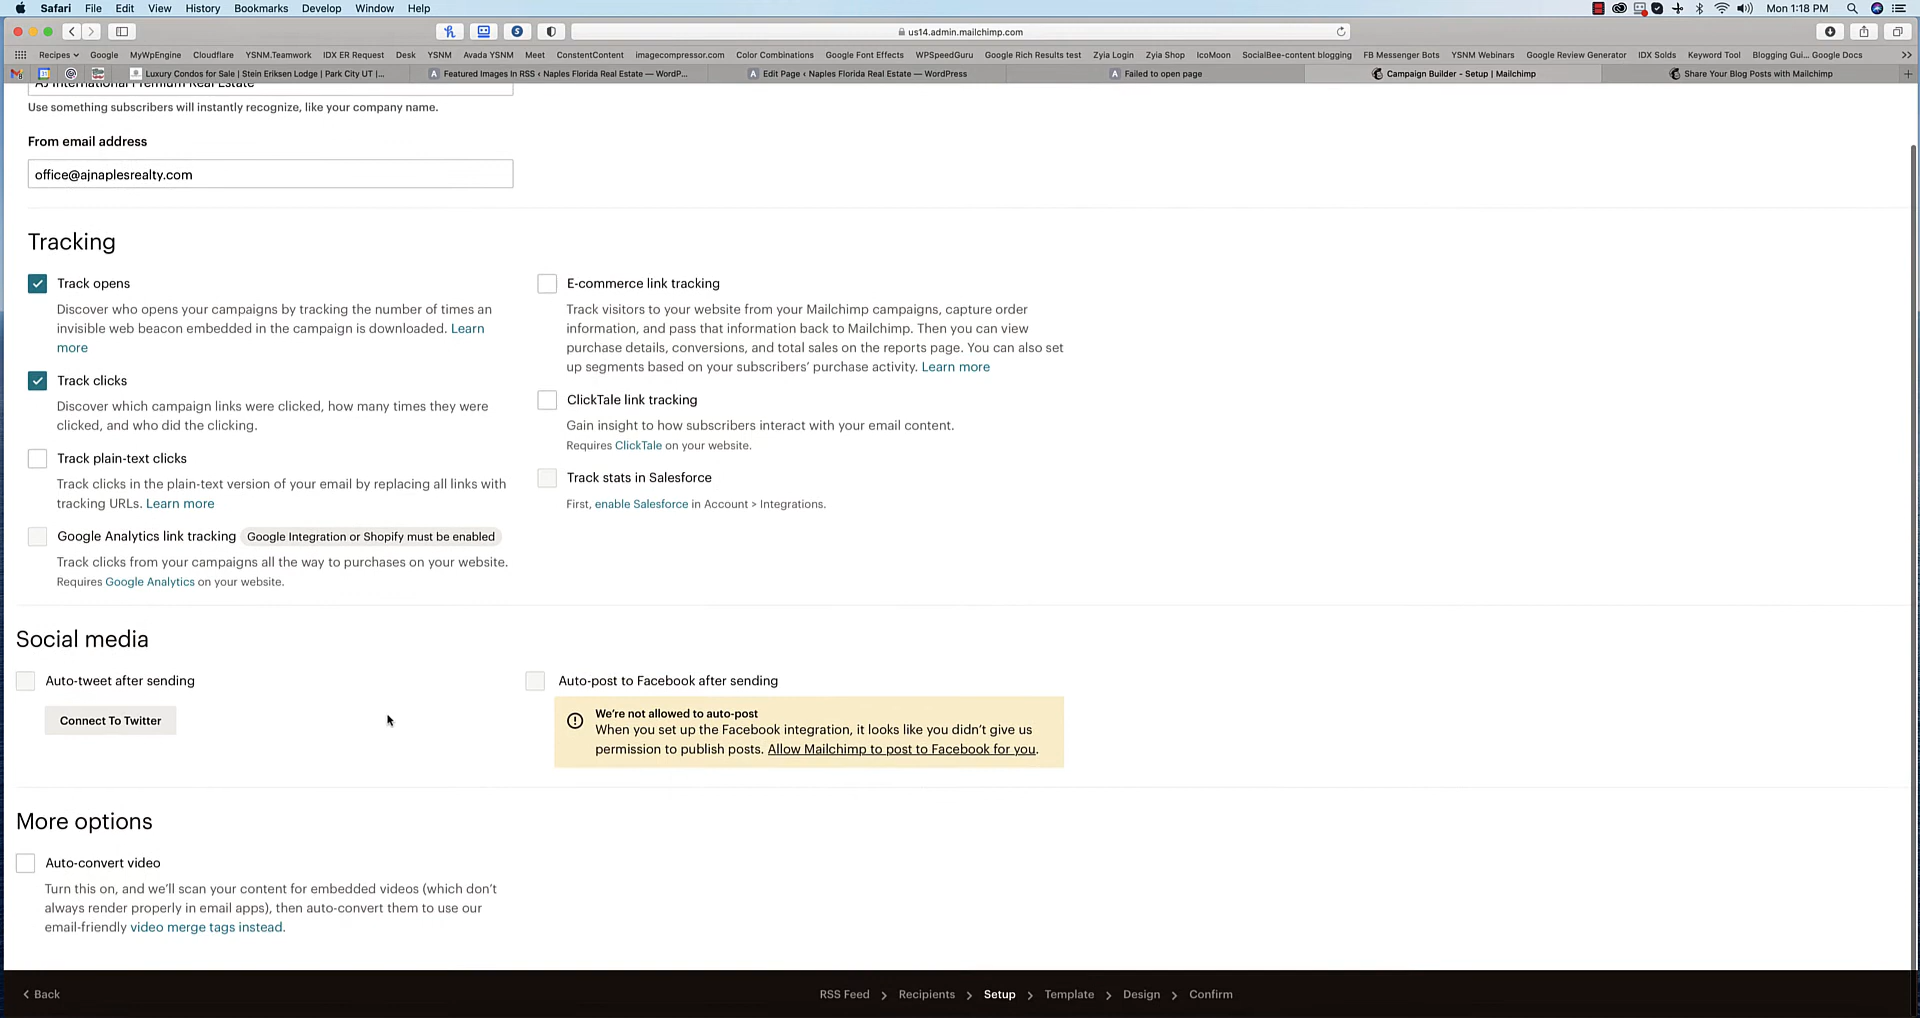 Safari File Edit View History Bookmarks Develop Window Help Mon 1:18 PM
us14.admin.mailchimp.com
Recipes Google MyWpEngine Cloudflare YSNM.Teamwork IDX ER Request Desk YSNM Avada YSNM Meet ConstentContent imagecompressor.com Color Combinations Google Font Effects WPSpeedGuru Google Rich Results test Zyia Login Zyia Shop IcoMoon SocialBee-content blogging FB Messenger Bots YSNM Webinars Google Review Generator IDX Solds Keyword Tool Blogging Gui... Google Docs
Luxury Condos for Sale | Stein Eriksen Lodge | Park City UT |... Featured Images In RSS ‹ Naples Florida Real Estate — WordP... Edit Page ‹ Naples Florida Real Estate — WordPress Failed to open page Campaign Builder - Setup | Mailchimp Share Your Blog Posts with Mailchimp
AJ International Premium Real Estate
Use something subscribers will instantly recognize, like your company name.
From email address
office@ajnaplesrealty.com
Tracking
Track opens
Discover who opens your campaigns by tracking the number of times an
invisible web beacon embedded in the campaign is downloaded. Learn
more
Track clicks
Discover which campaign links were clicked, how many times they were
clicked, and who did the clicking.
Track plain-text clicks
Track clicks in the plain-text version of your email by replacing all links with
tracking URLs. Learn more
Google Analytics link tracking Google Integration or Shopify must be enabled
Track clicks from your campaigns all the way to purchases on your website.
Requires Google Analytics on your website.
E-commerce link tracking
Track visitors to your website from your Mailchimp campaigns, capture order
information, and pass that information back to Mailchimp. Then you can view
purchase details, conversions, and total sales on the reports page. You can also set
up segments based on your subscribers’ purchase activity. Learn more
ClickTale link tracking
Gain insight to how subscribers interact with your email content.
Requires ClickTale on your website.
Track stats in Salesforce
First, enable Salesforce in Account > Integrations.
Social media
Auto-tweet after sending
Connect To Twitter
Auto-post to Facebook after sending
We’re not allowed to auto-post
When you set up the Facebook integration, it looks like you didn’t give us
permission to publish posts. Allow Mailchimp to post to Facebook for you.
More options
Auto-convert video
Turn this on, and we’ll scan your content for embedded videos (which don’t
always render properly in email apps), then auto-convert them to use our
email-friendly video merge tags instead.
Back RSS Feed Recipients Setup Template Design Confirm